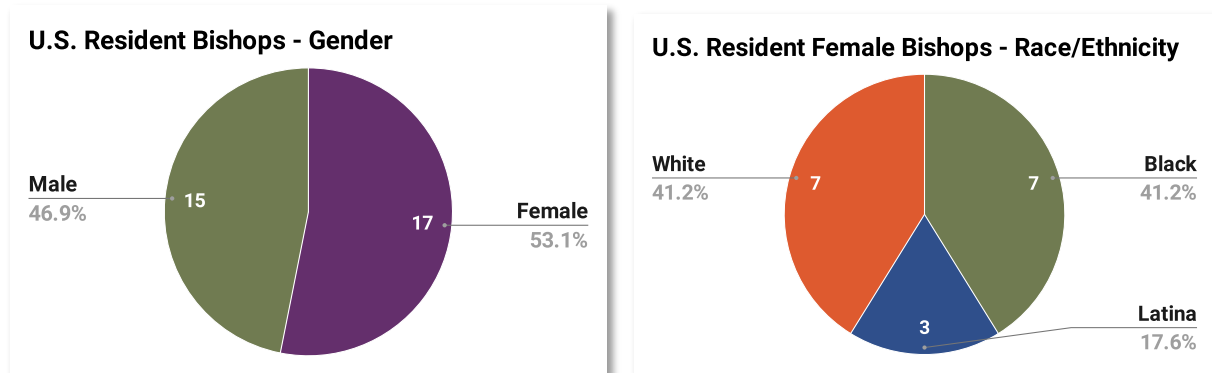 U.S. Resident Bishops - Gender
Male
46.9%
15
17
Female
53.1%
U.S. Resident Female Bishops - Race/Ethnicity
White
41.2%
7
7
Black
41.2%
3
Latina
17.6%